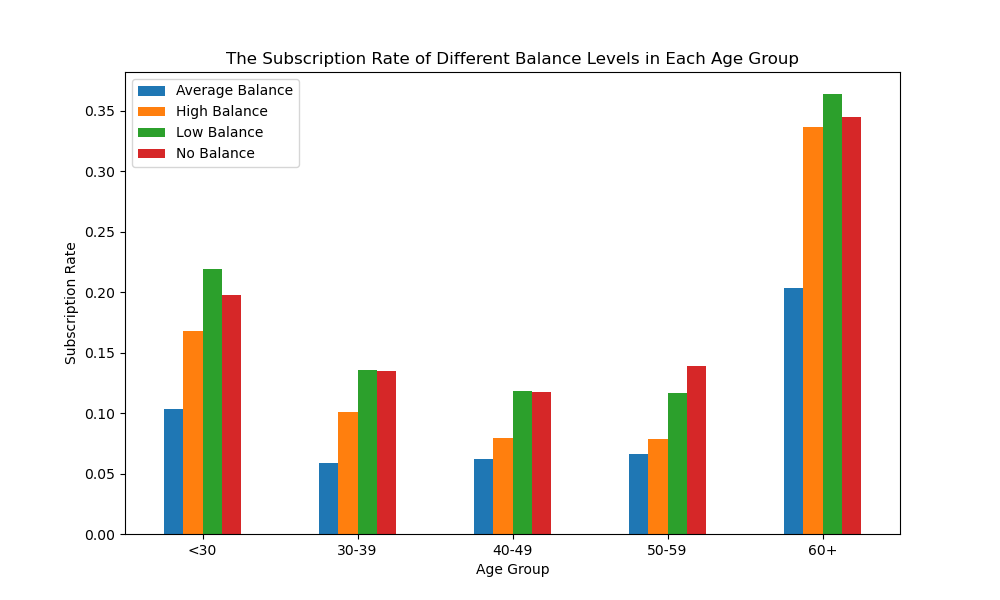 The Subscription Rate of Different Balance Levels in Each Age Group
Average Balance
High Balance
Low Balance
No Balance
Subscription Rate
0.35
0.30
0.25
0.20
0.15
0.10
0.05
0.00
<30
30-39
40-49
50-59
60+
Age Group